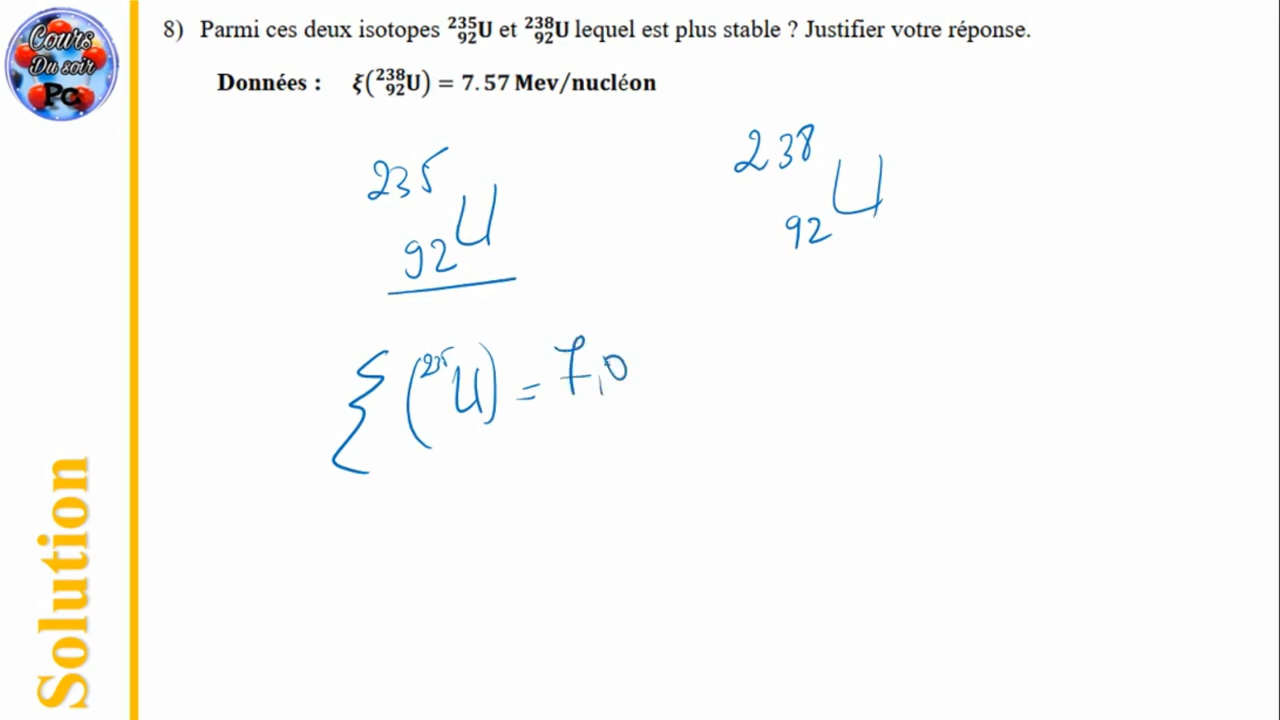 Cours
Du soir
PC
8) Parmi ces deux isotopes ²³⁵₉₂U et ²³⁸₉₂U lequel est plus stable ? Justifier votre réponse.
Données : ξ(²³⁸₉₂U) = 7.57 Mev/nucléon
²³⁵₉₂U
²³⁸₉₂U
ξ(²³⁵U) = 7,0
Solution